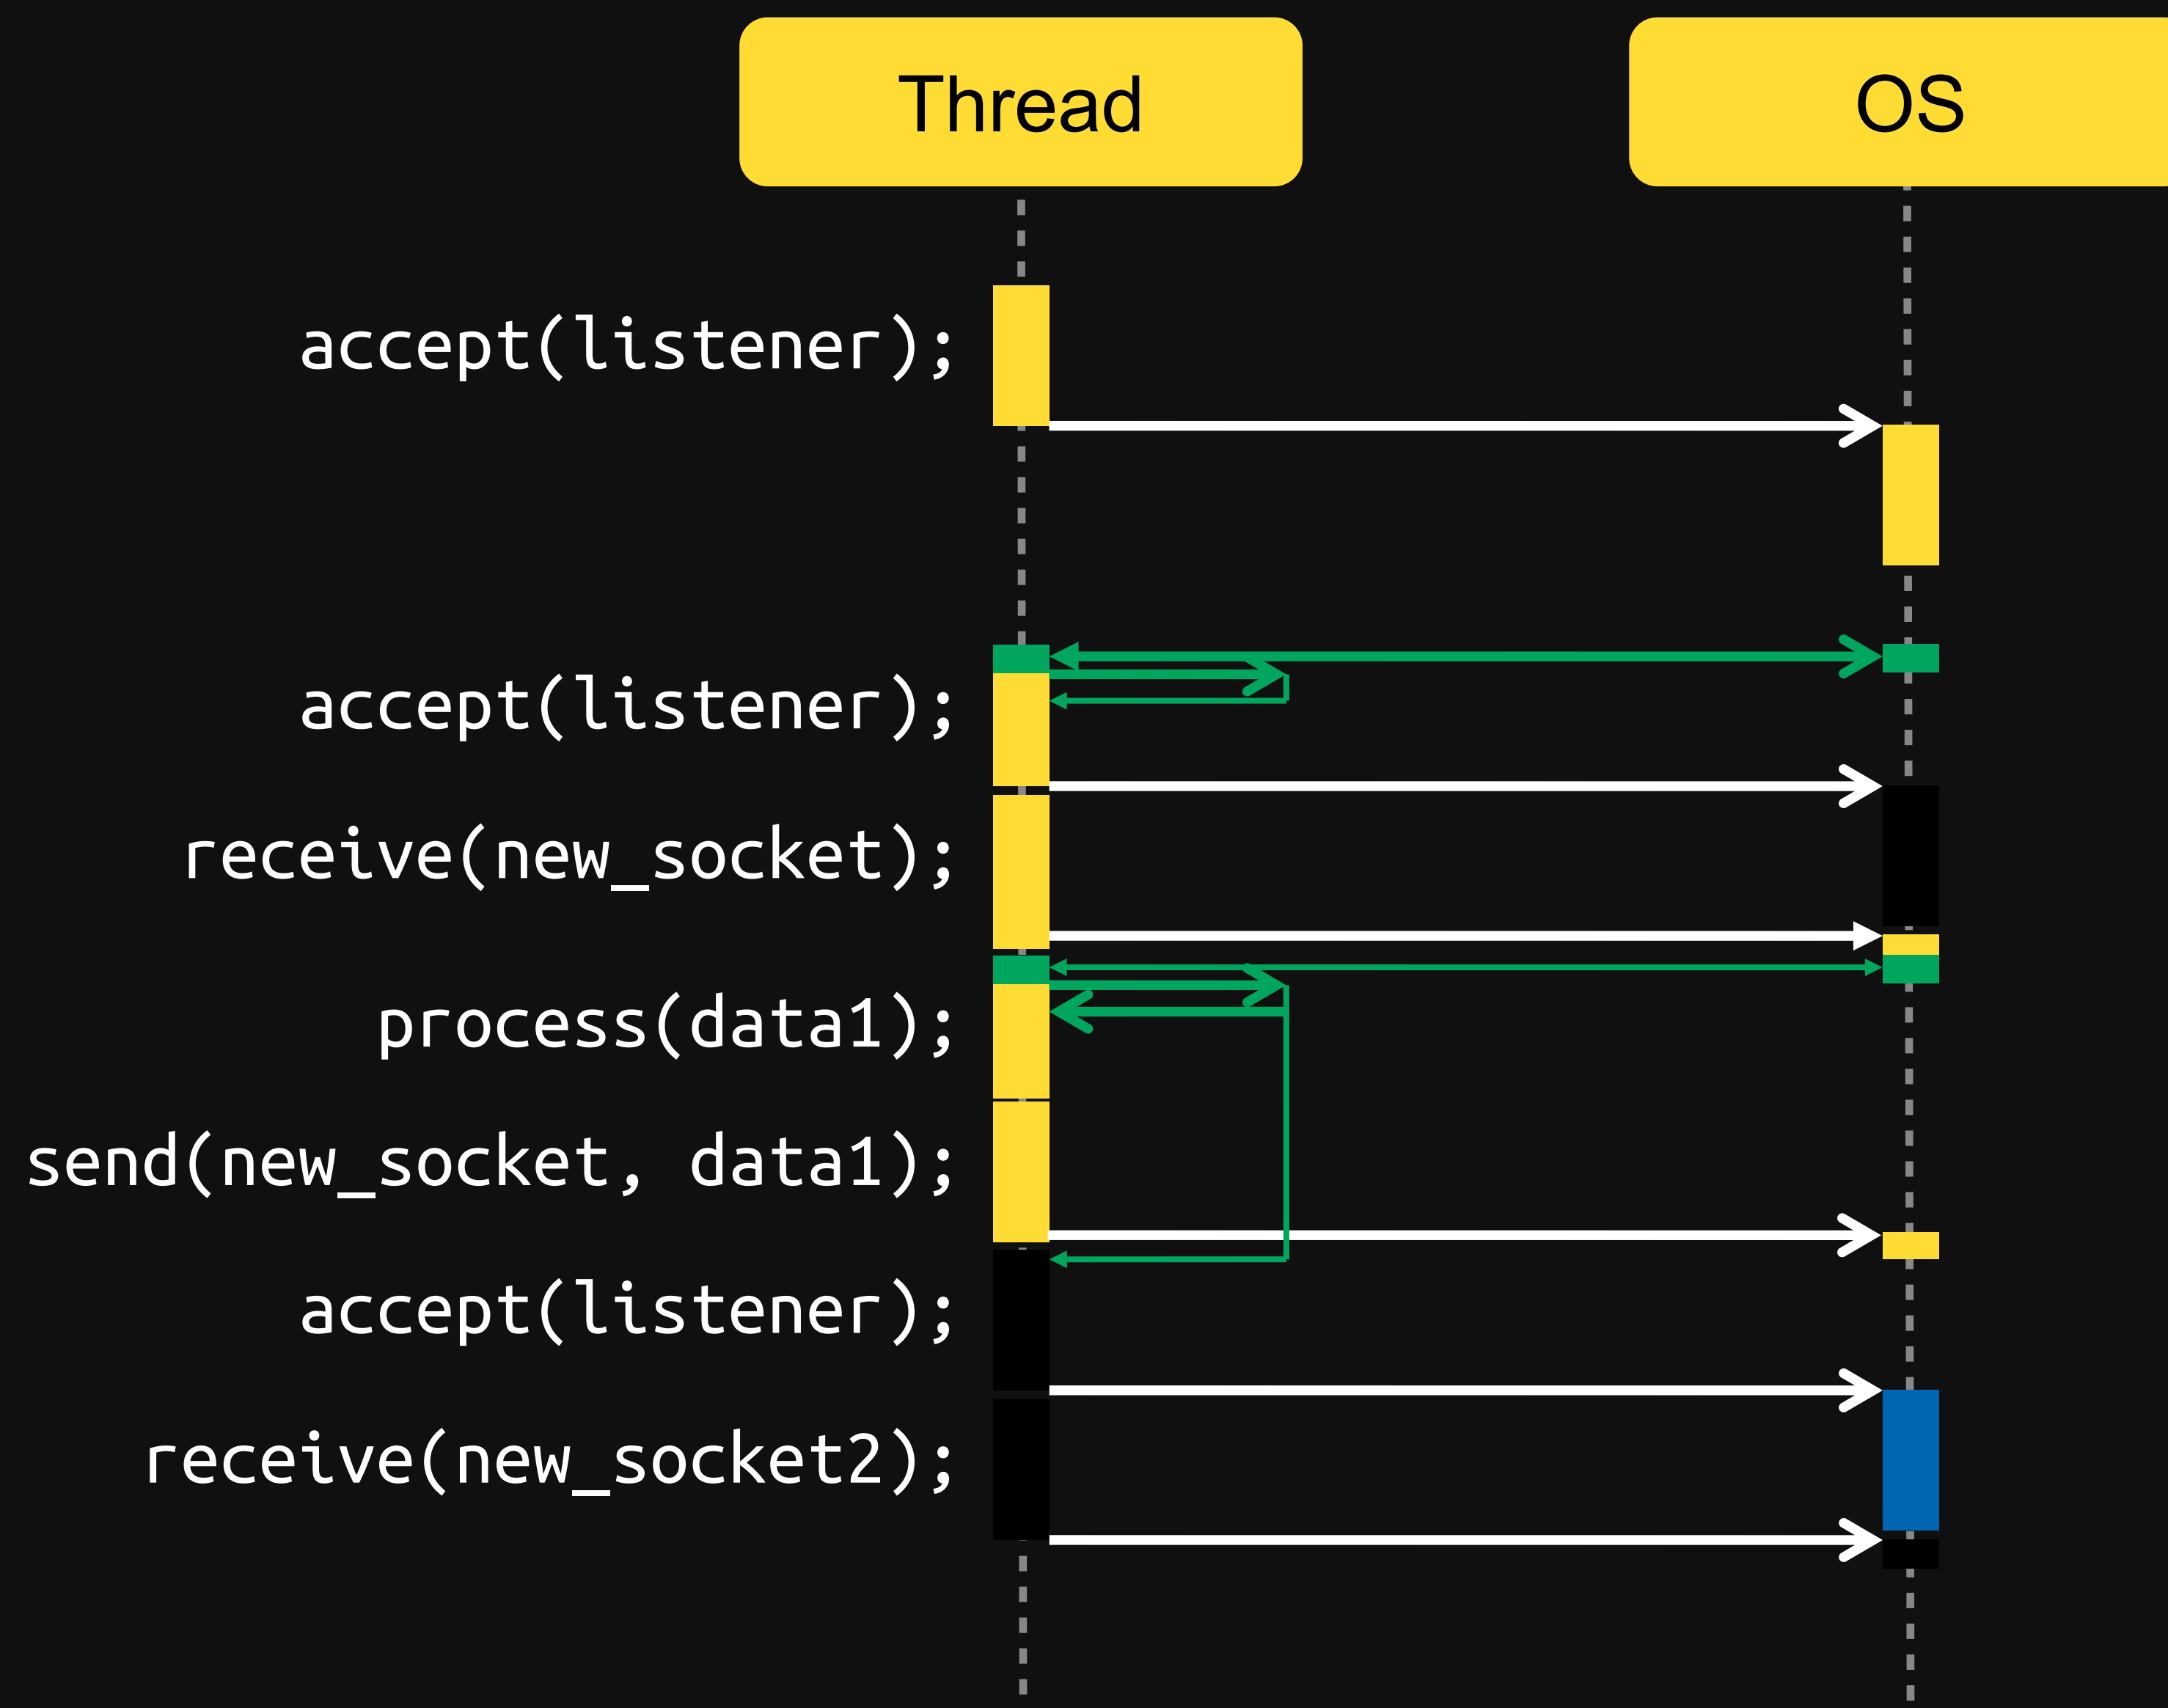 Thread
OS
accept(listener);
accept(listener);
receive(new_socket);
process(data1);
send(new_socket, data1);
accept(listener);
receive(new_socket2);